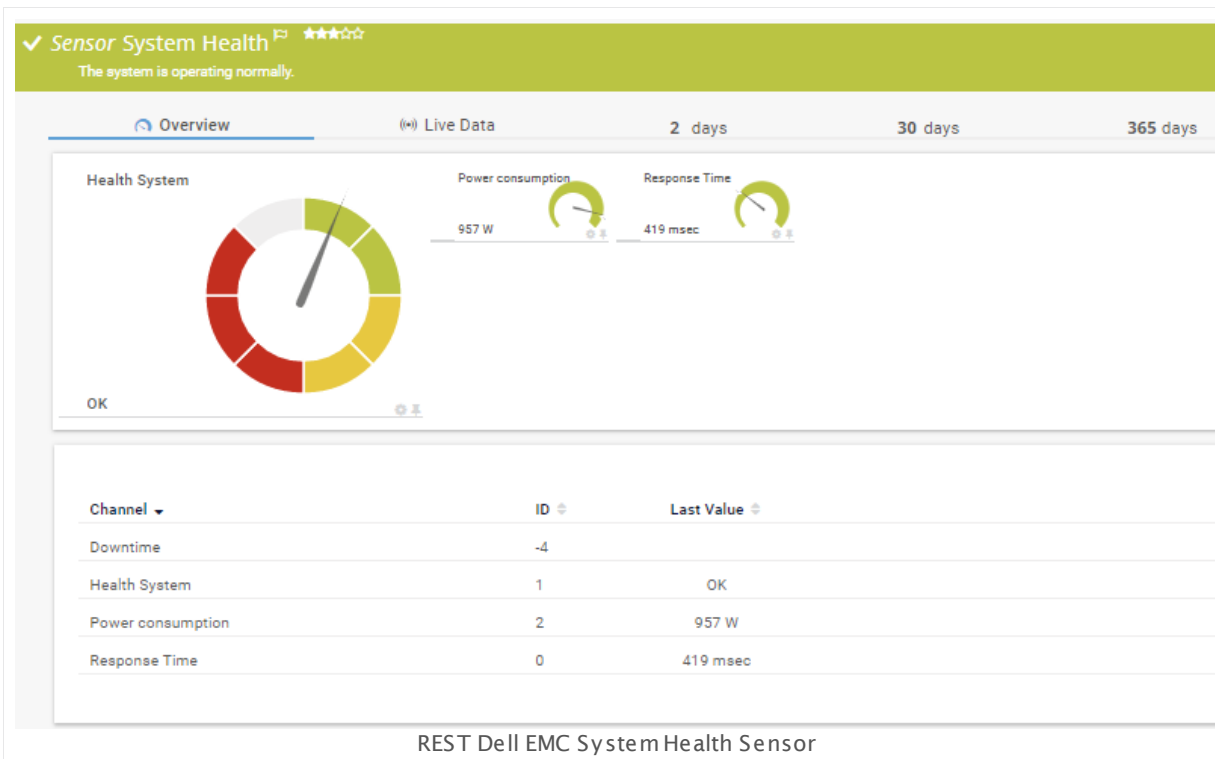 Sensor System Health
The system is operating normally.
Overview
Live Data
2 days
30 days
365 days
Health System
OK
Power consumption
957 W
Response Time
419 msec
Channel ID Last Value
Downtime -4
Health System 1 OK
Power consumption 2 957 W
Response Time 0 419 msec
REST Dell EMC System Health Sensor